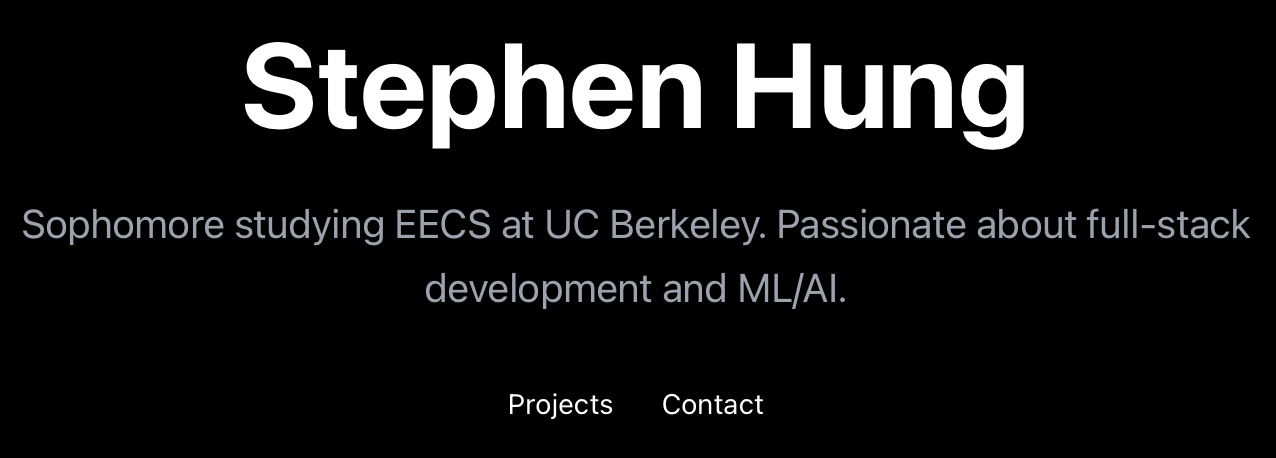 Stephen Hung
Sophomore studying EECS at UC Berkeley. Passionate about full-stack
development and ML/AI.
Projects Contact